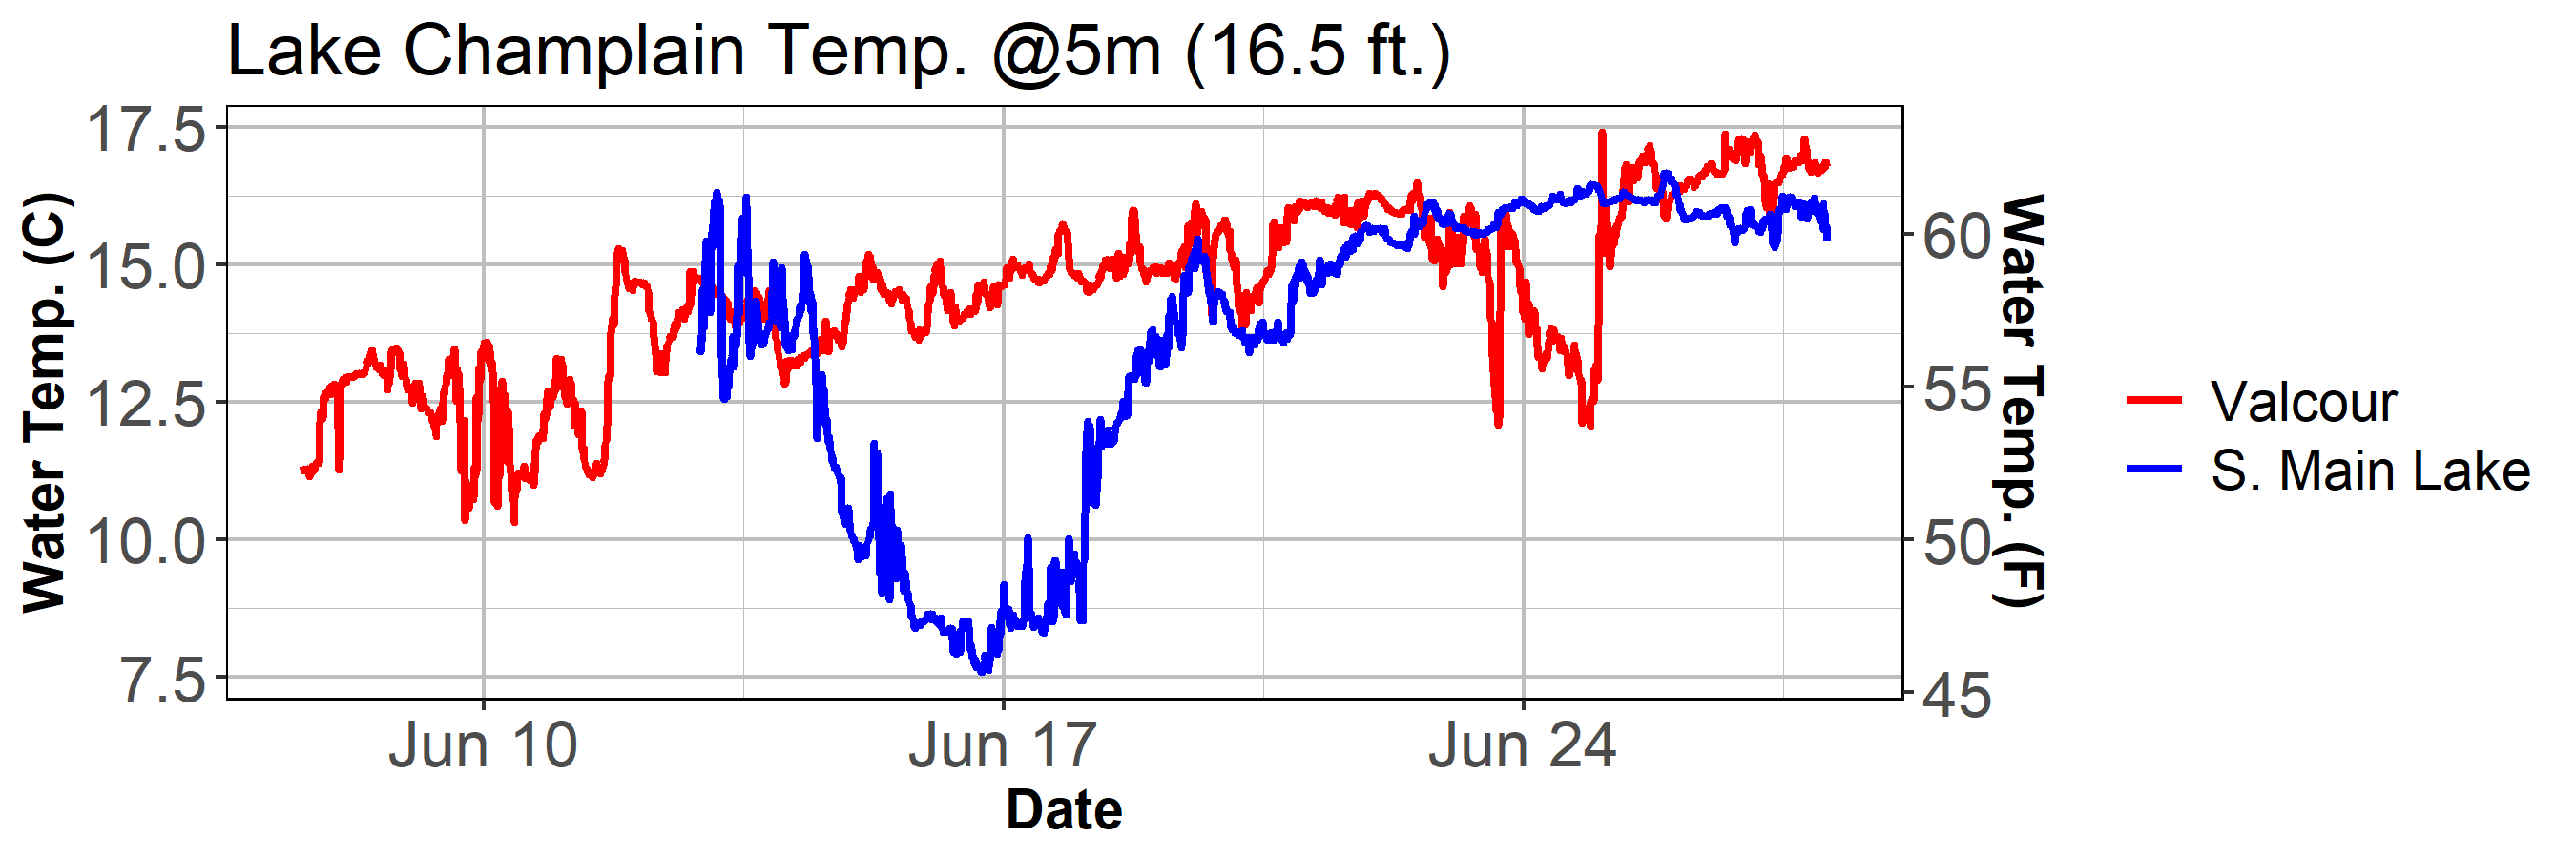 Lake Champlain Temp. @5m (16.5 ft.)
Water Temp. (C)
17.5
15.0
12.5
10.0
7.5
Jun 10
Jun 17
Jun 24
Date
60
55
50
45
Water Temp. (F)
Valcour
S. Main Lake